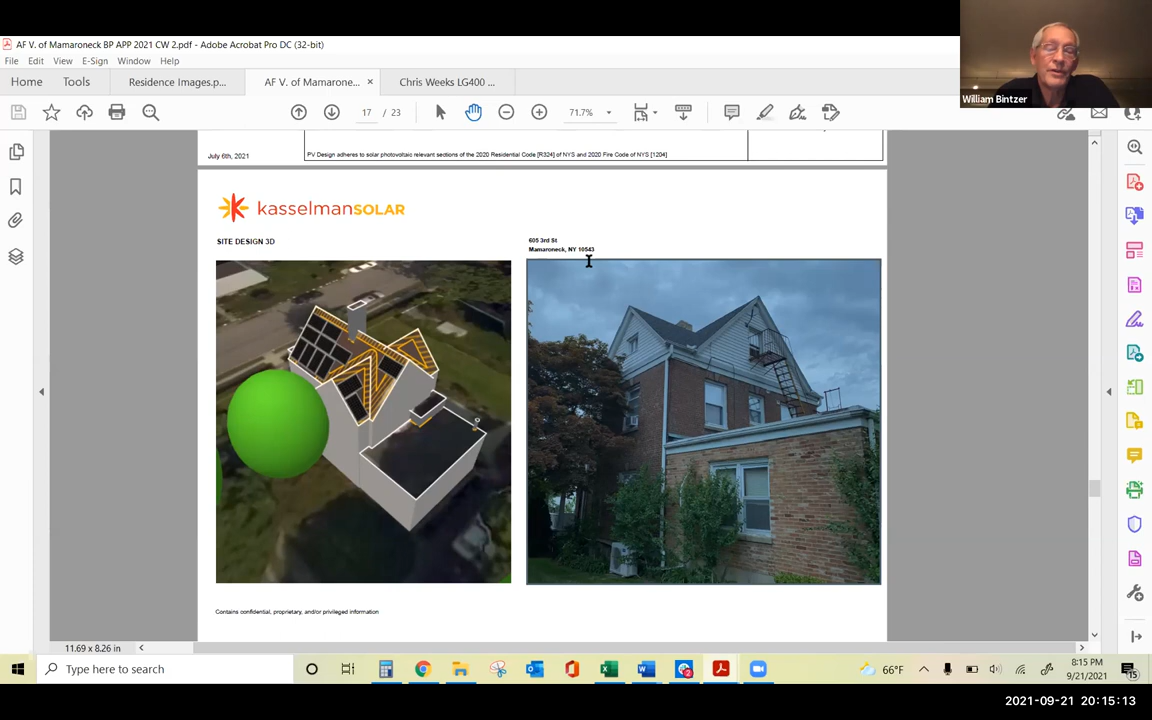 AF V. of Mamaroneck BP APP 2021 CW 2.pdf - Adobe Acrobat Pro DC (32-bit)
File Edit View E-Sign Window Help
Home Tools Residence Images.p... AF V. of Mamarone... × Chris Weeks LG400 ...
17 / 23 71.7%
William Bintzer
July 6th, 2021
PV Design adheres to solar photovoltaic relevant sections of the 2020 Residential Code [R324] of NYS and 2020 Fire Code of NYS [1204]
kasselmanSOLAR
SITE DESIGN 3D
605 3rd St
Mamaroneck, NY 10543
Contains confidential, proprietary, and/or privileged information
11.69 x 8.26 in
Type here to search
66°F
8:15 PM
9/21/2021
15
2021-09-21 20:15:13